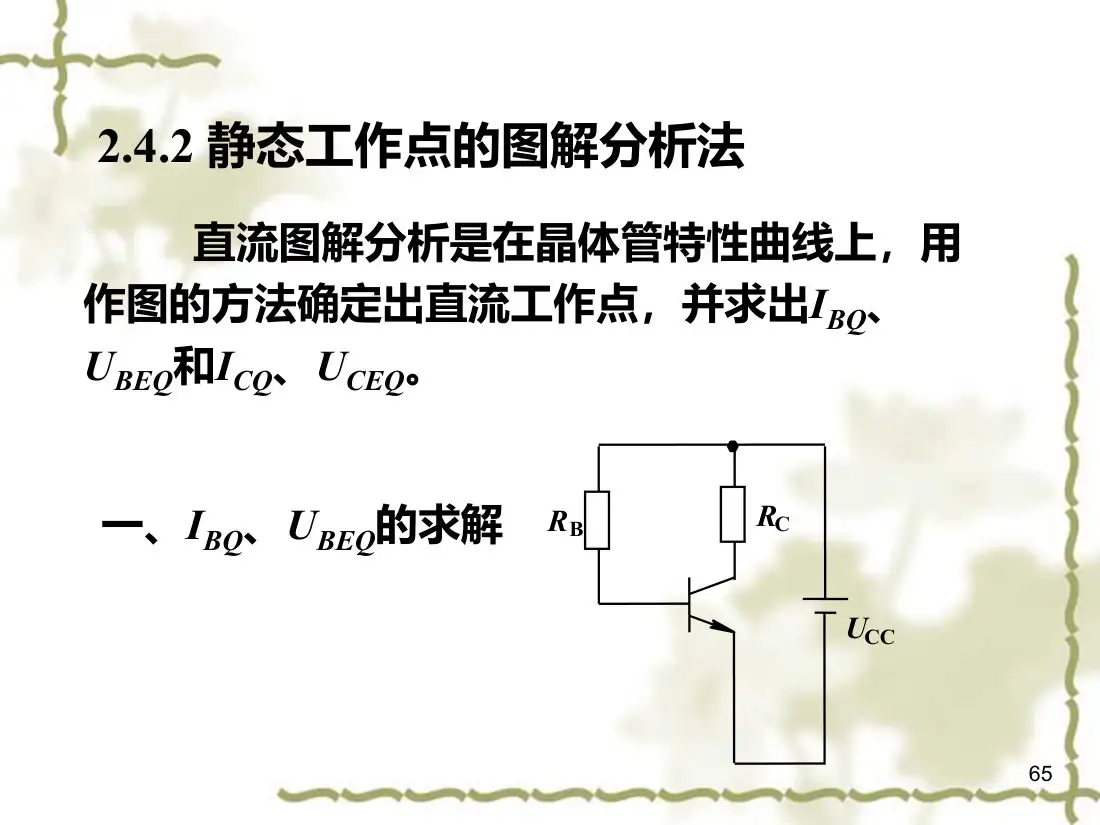 2.4.2 静态工作点的图解分析法
直流图解分析是在晶体管特性曲线上，用
作图的方法确定出直流工作点，并求出IBQ、
UBEQ和ICQ、UCEQ。
一、IBQ、UBEQ的求解
RB
RC
UCC
65